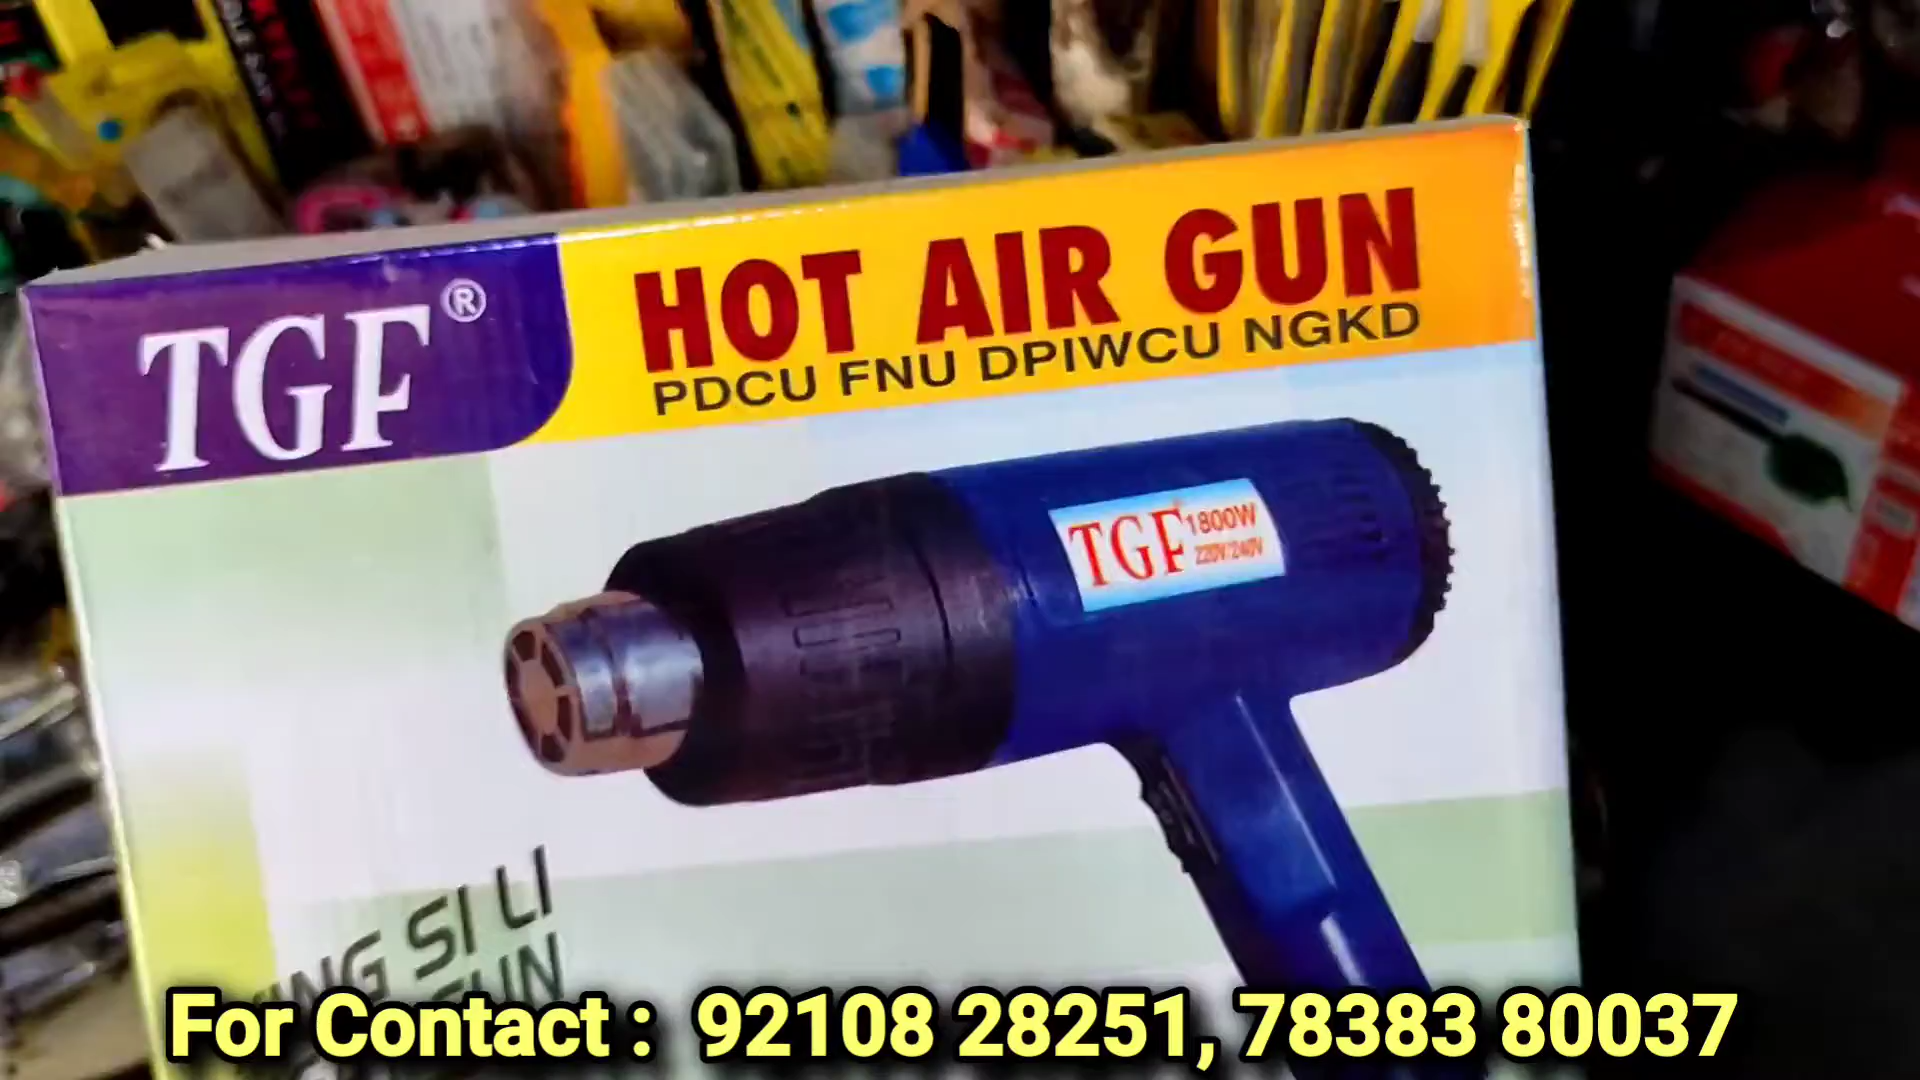 TGF®
HOT AIR GUN
PDCU FNU DPIWCU NGKD
TGF 1800W
220V/240V
SI LI
For Contact : 92108 28251, 78383 80037